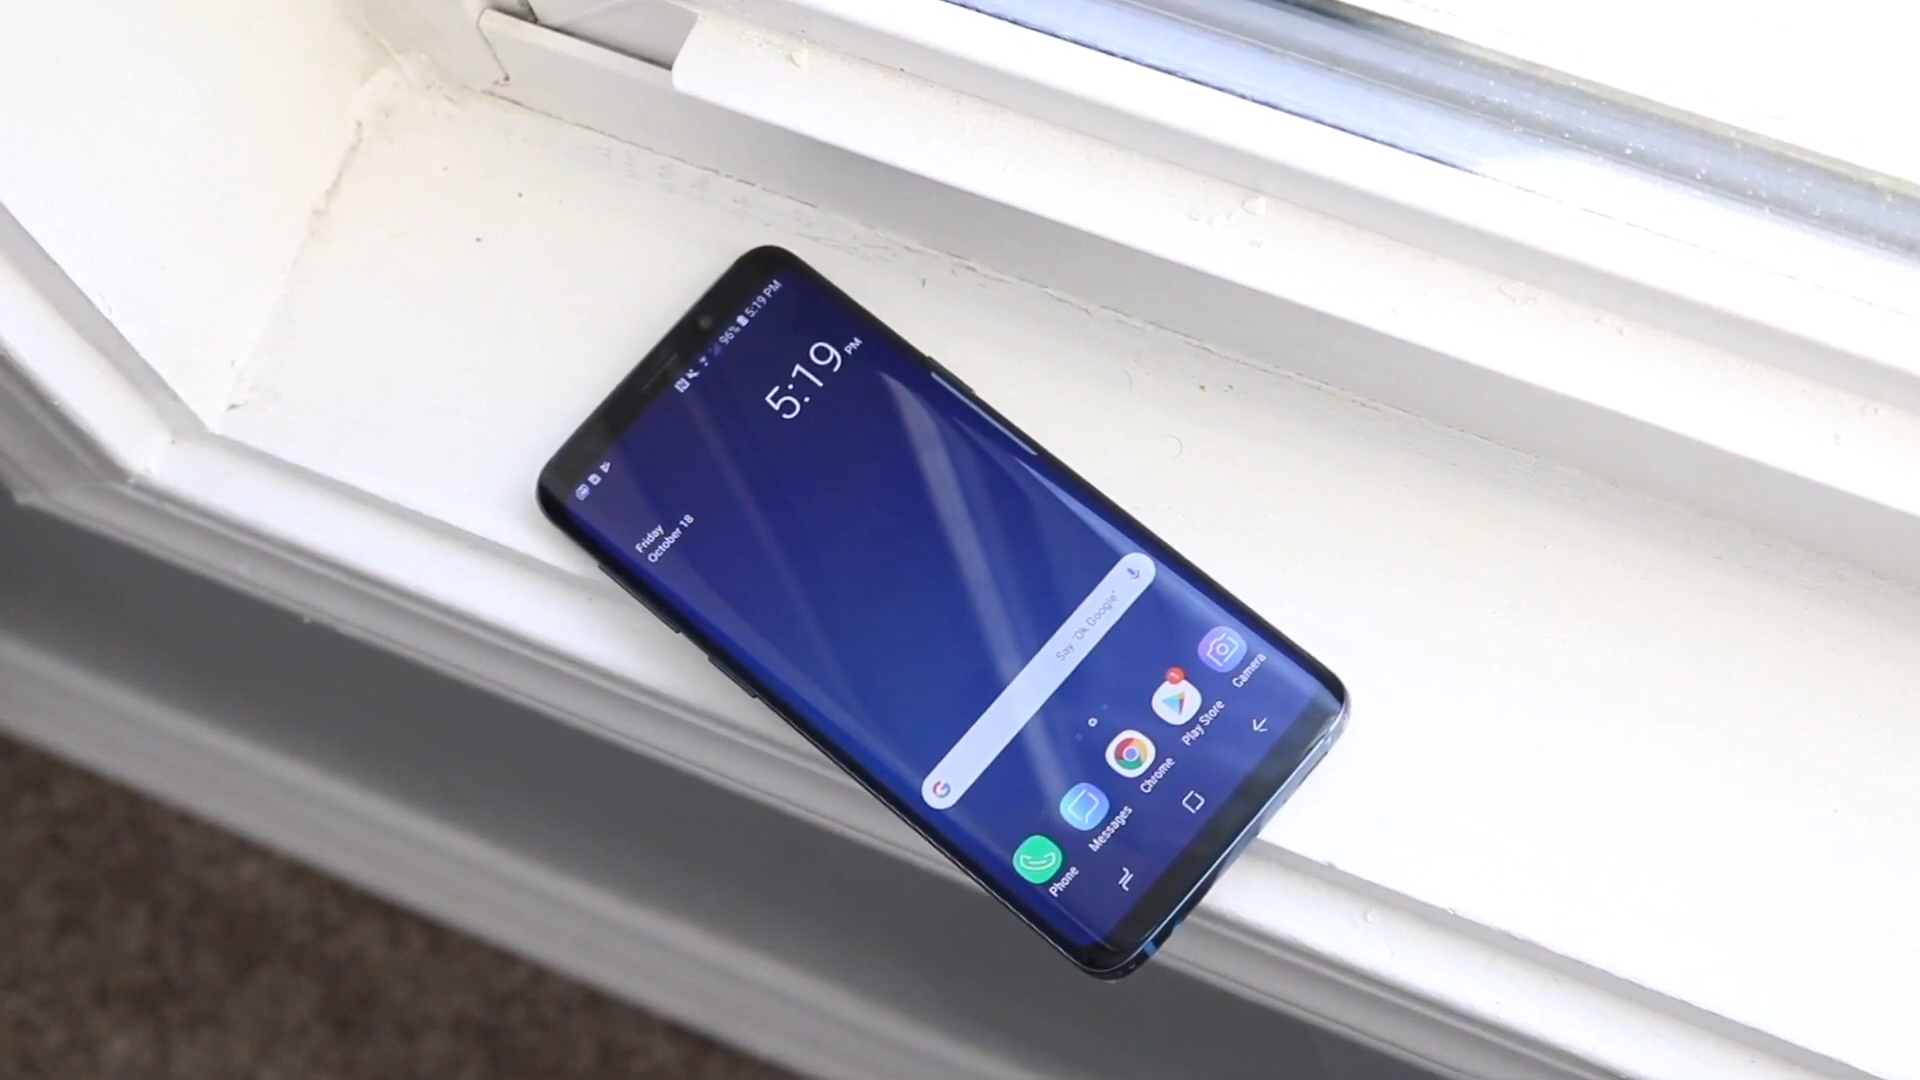 96% 5:19 PM
5:19 PM
Friday
October 18
Say "Ok Google"
1
Phone
Messages
Chrome
Play Store
Camera